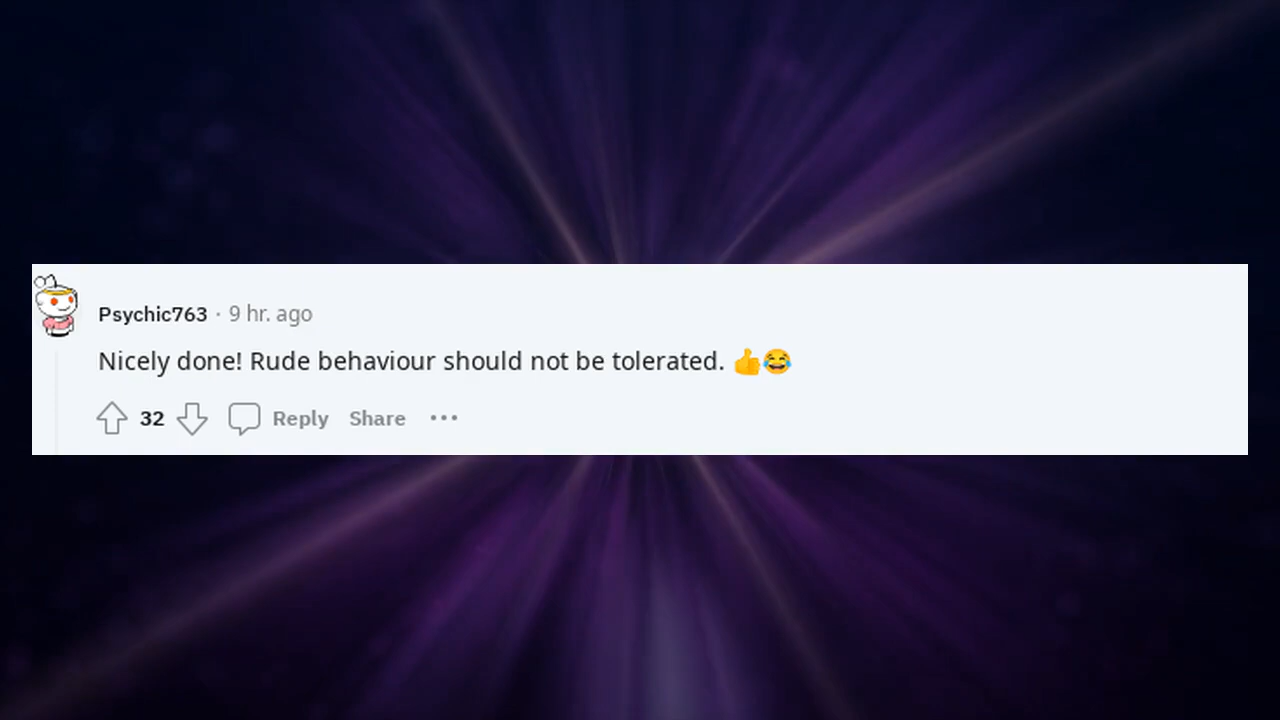 Psychic763 · 9 hr. ago
Nicely done! Rude behaviour should not be tolerated. 👍😂
32 Reply Share ···